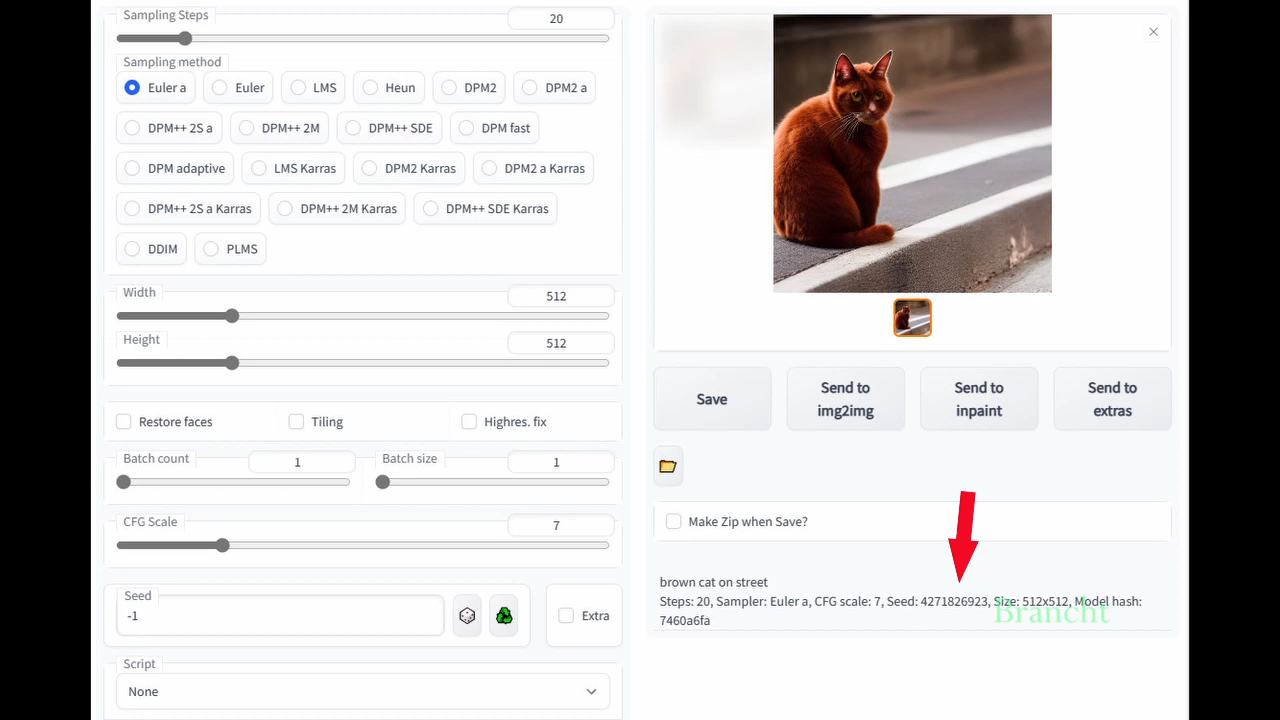 Sampling Steps
20
Sampling method
Euler a
Euler
LMS
Heun
DPM2
DPM2 a
DPM++ 2S a
DPM++ 2M
DPM++ SDE
DPM fast
DPM adaptive
LMS Karras
DPM2 Karras
DPM2 a Karras
DPM++ 2S a Karras
DPM++ 2M Karras
DPM++ SDE Karras
DDIM
PLMS
Width
512
Height
512
Restore faces
Tiling
Highres. fix
Batch count
1
Batch size
1
CFG Scale
7
Seed
-1
Extra
Script
None
Save
Send to
img2img
Send to
inpaint
Send to
extras
Make Zip when Save?
brown cat on street
Steps: 20, Sampler: Euler a, CFG scale: 7, Seed: 4271826923, Size: 512x512, Model hash:
7460a6fa
Brancht